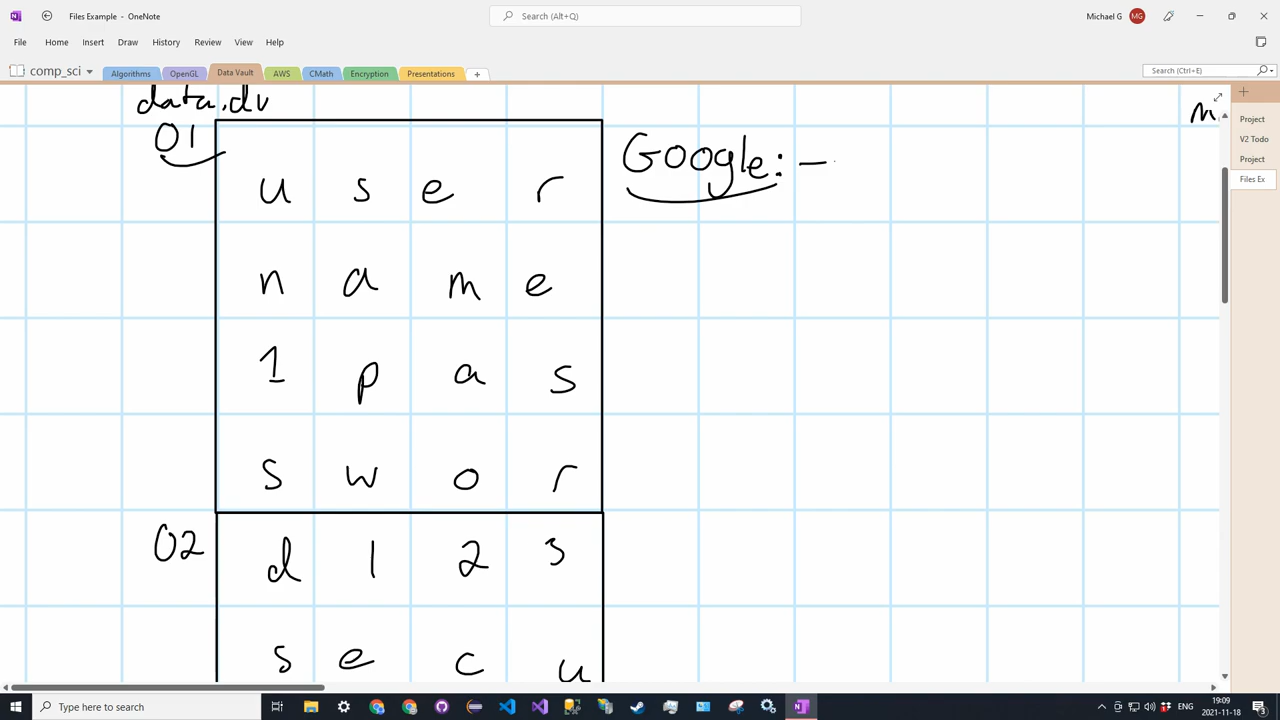 Files Example - OneNote
Search (Alt+Q)
Michael G
MG
File Home Insert Draw History Review View Help
comp_sci
Algorithms OpenGL Data Vault AWS CMath Encryption Presentations +
Search (Ctrl+E)
data.dv
01
Google: -
u s e r
n a m e
1 p a s
s w o r
02
d 1 2 3
s e c u
Project
V2 Todo
Project
Files Ex
Type here to search
ENG
19:09
2021-11-18